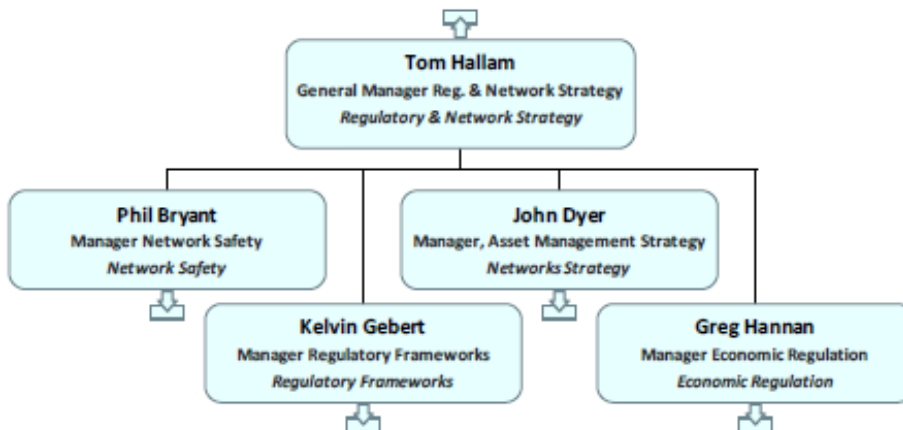 Tom Hallam
General Manager Reg. & Network Strategy
Regulatory & Network Strategy
Phil Bryant
Manager Network Safety
Network Safety
John Dyer
Manager, Asset Management Strategy
Networks Strategy
Kelvin Gebert
Manager Regulatory Frameworks
Regulatory Frameworks
Greg Hannan
Manager Economic Regulation
Economic Regulation